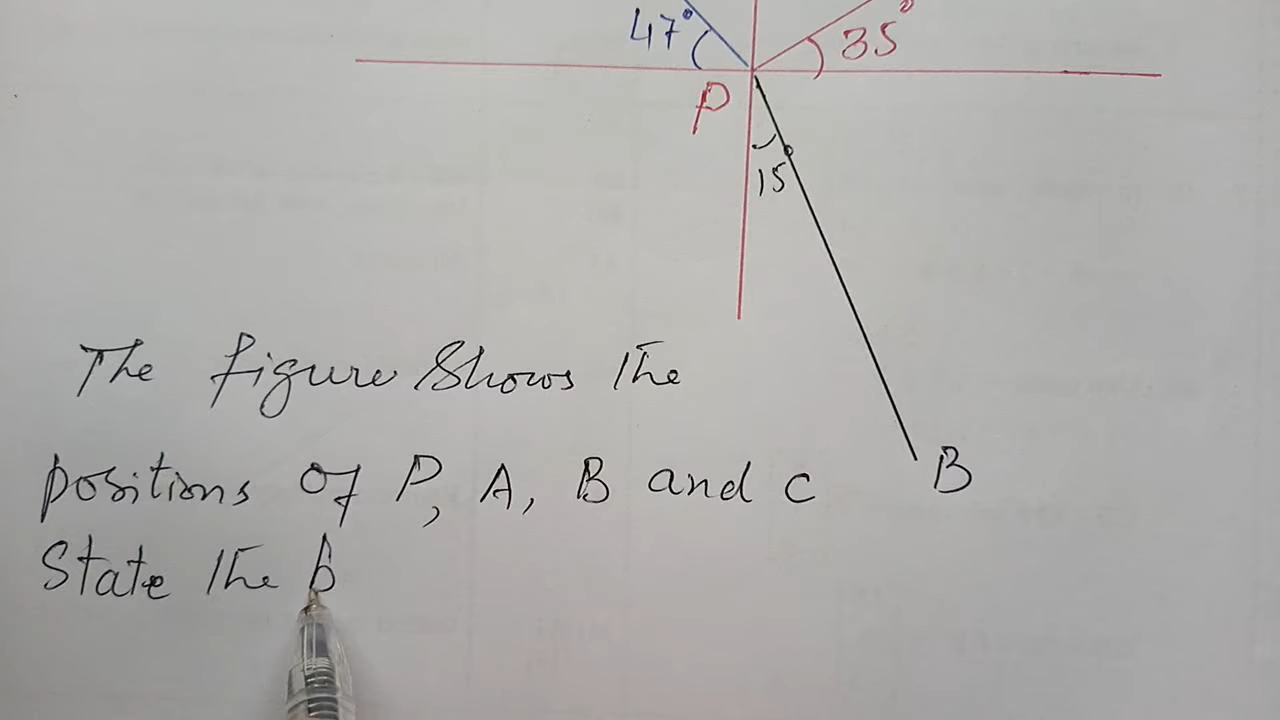 47° 35°
P
15°
The figure shows the
positions of P, A, B and C
B
State the b